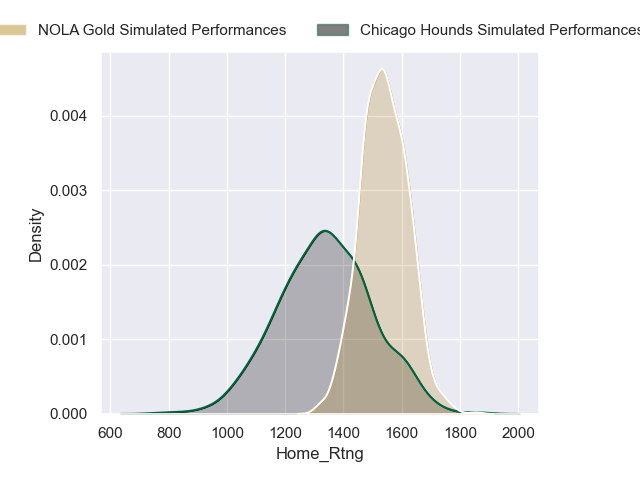 NOLA Gold Simulated Performances
Chicago Hounds Simulated Performances
0.004
0.003
0.002
0.001
0.000
Density
600 800 1000 1200 1400 1600 1800 2000
Home_Rtng